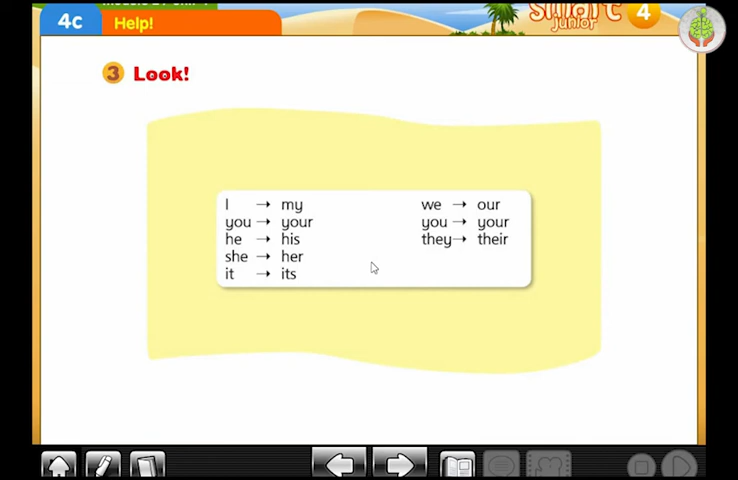 4c Help!
smart junior 4
3 Look!
I → my
you → your
he → his
she → her
it → its
we → our
you → your
they → their